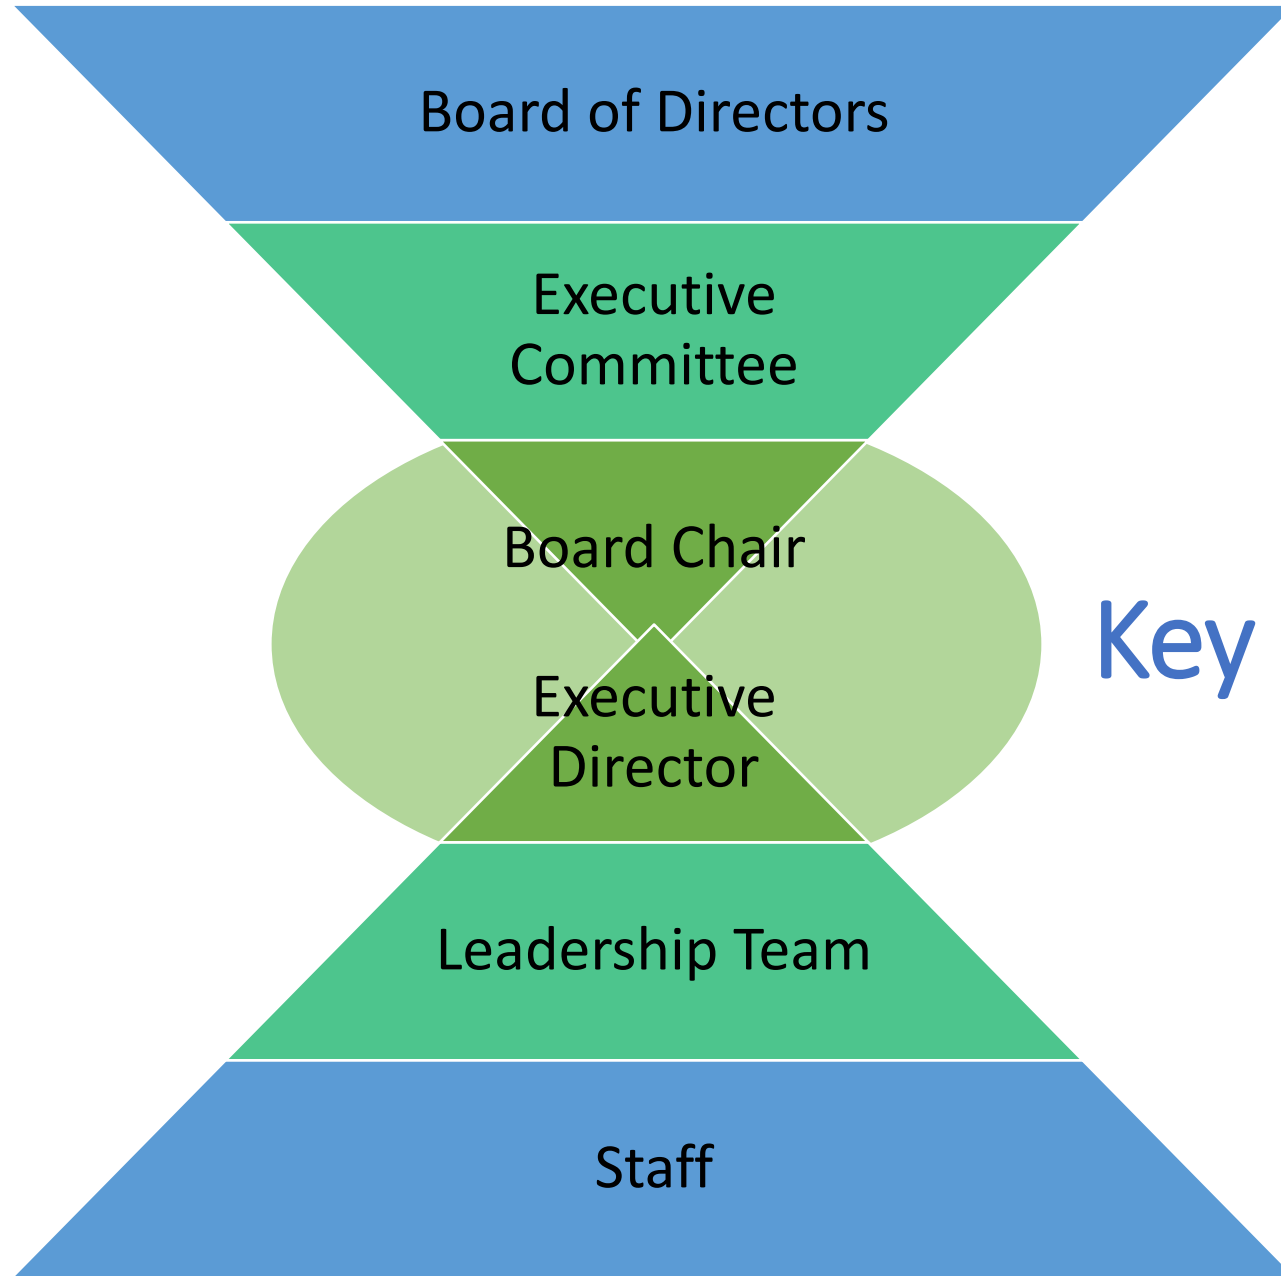 Board of Directors
Executive
Committee
Board Chair
Key
Executive
Director
Leadership Team
Staff